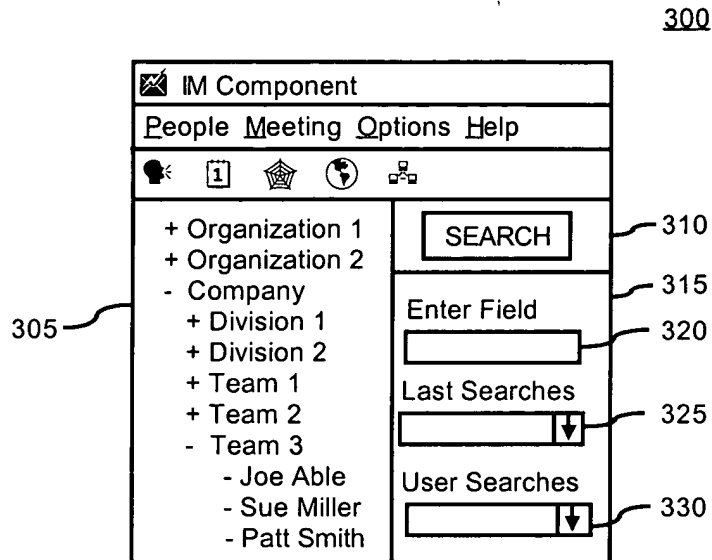 300
IM Component
People Meeting Options Help
1
+ Organization 1
+ Organization 2
- Company
+ Division 1
+ Division 2
+ Team 1
+ Team 2
- Team 3
- Joe Able
- Sue Miller
- Patt Smith
305
SEARCH
310
315
Enter Field
320
Last Searches
325
User Searches
330